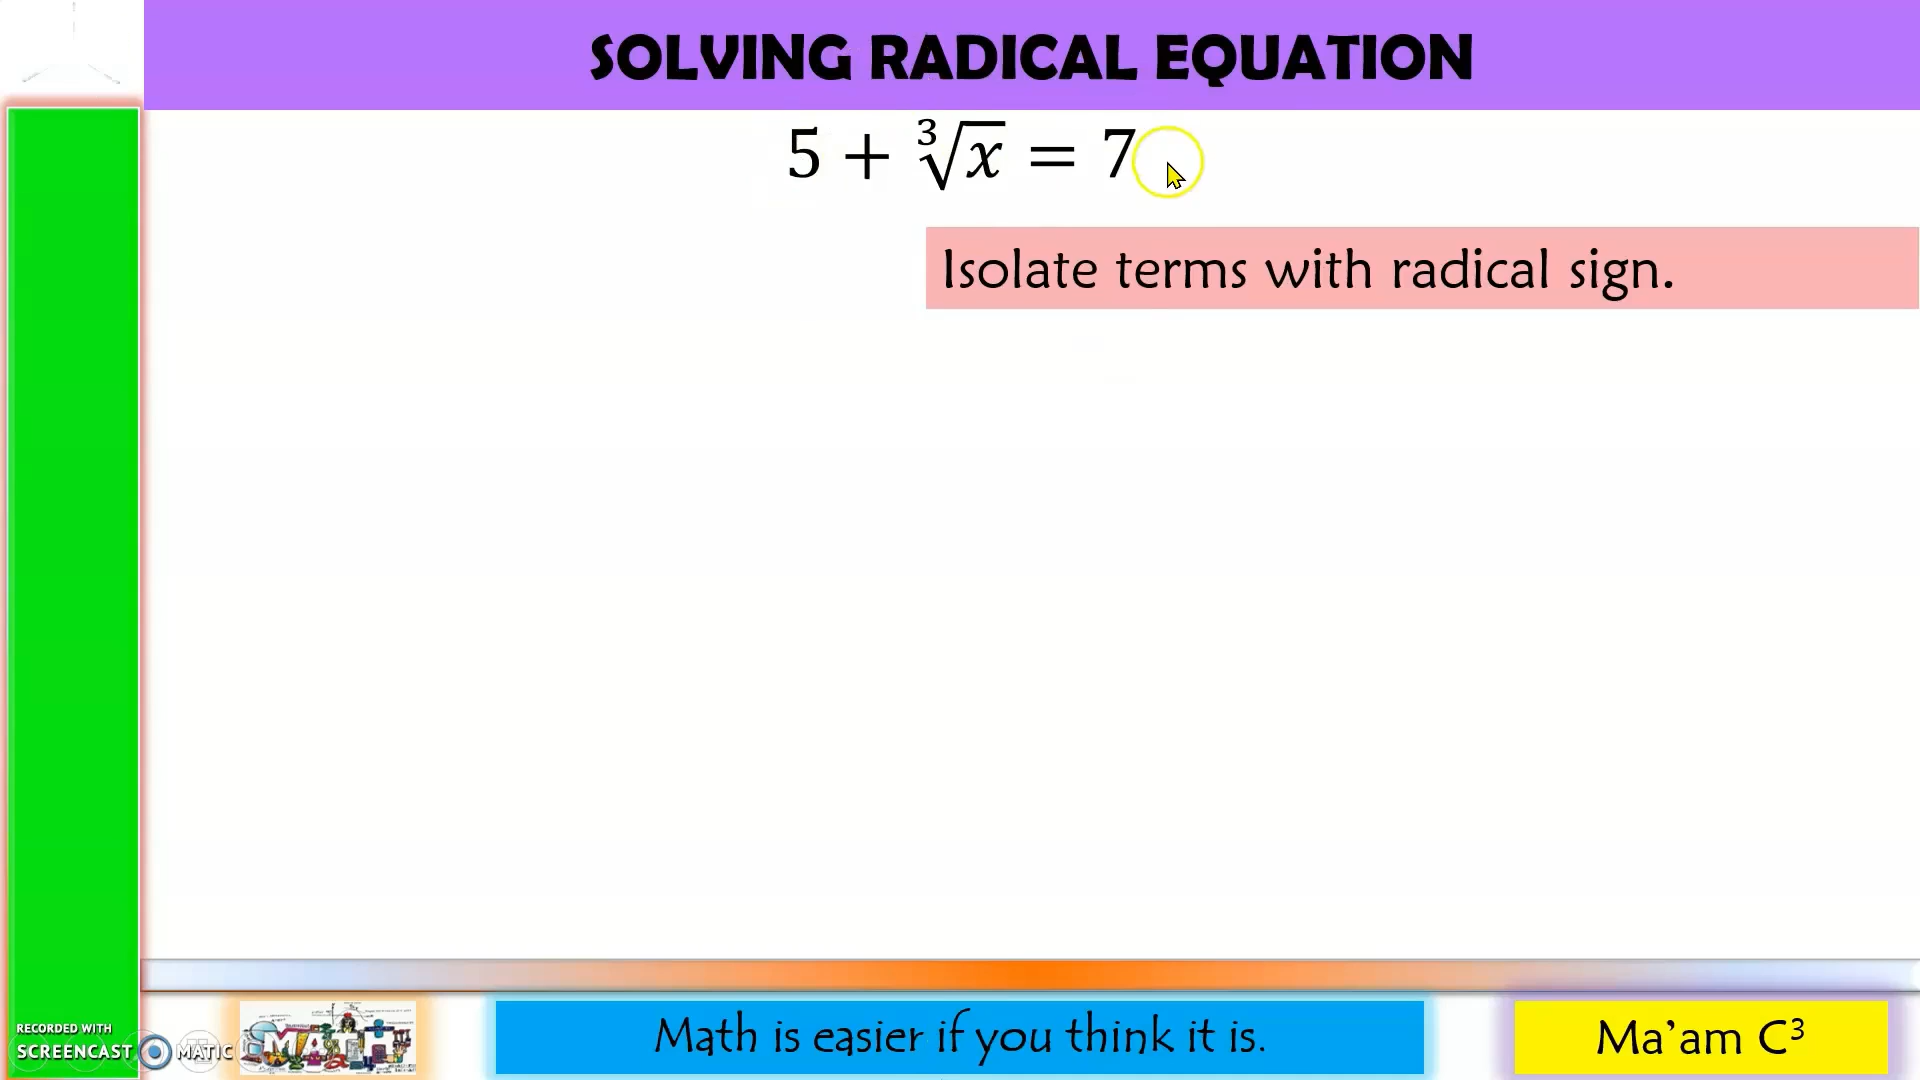 SOLVING RADICAL EQUATION
5 + ∛x = 7
Isolate terms with radical sign.
RECORDED WITH
SCREENCAST MATIC
MATH
Math is easier if you think it is.
Ma’am C³